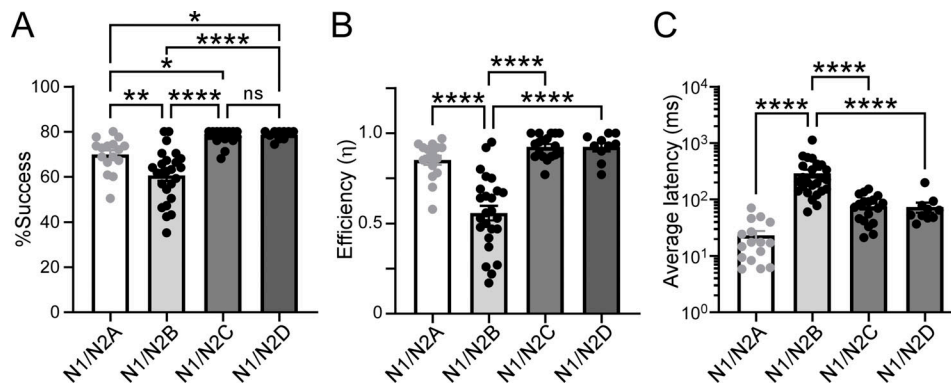 A
%Success
100
80
60
40
20
0
*
****
*
**
****
ns
N1/N2A
N1/N2B
N1/N2C
N1/N2D
B
Efficiency (η)
1.0
0.5
0
****
****
****
N1/N2A
N1/N2B
N1/N2C
N1/N2D
C
Average latency (ms)
10⁴
10³
10²
10¹
10⁰
****
****
****
N1/N2A
N1/N2B
N1/N2C
N1/N2D